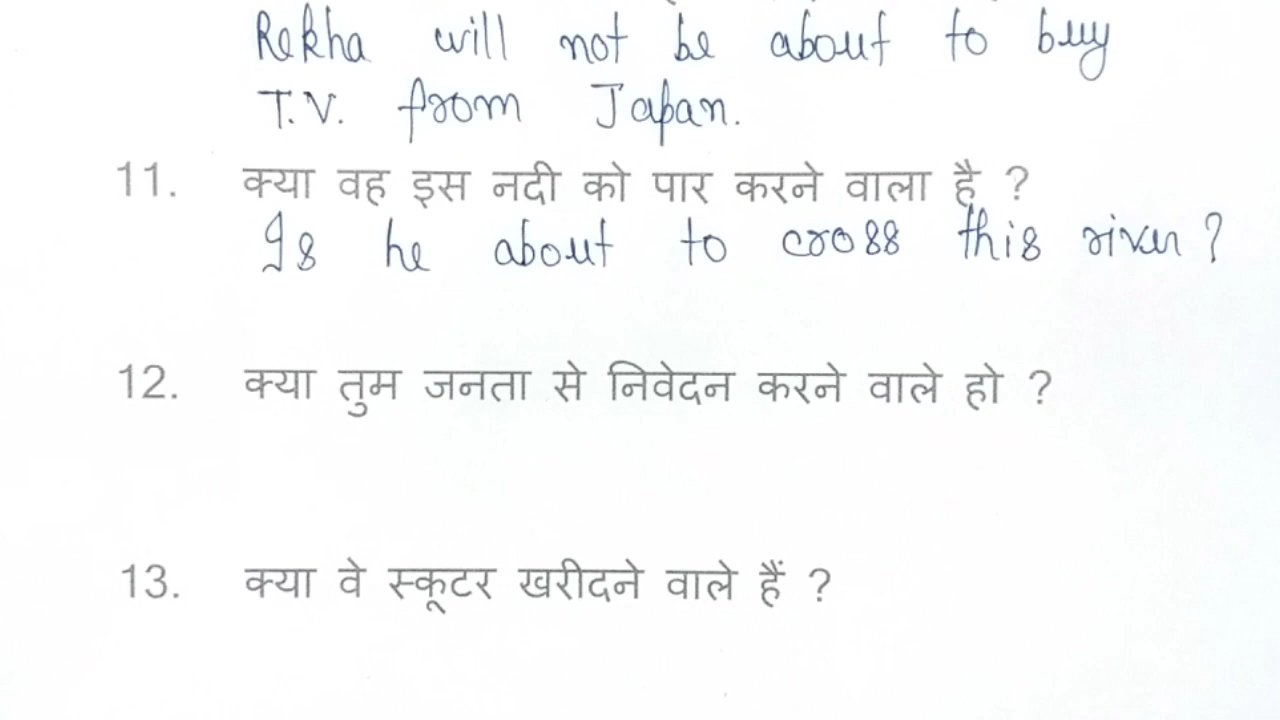 Rekha will not be about to buy
T.V. from Japan.
11. क्या वह इस नदी को पार करने वाला है ?
Is he about to cross this river ?
12. क्या तुम जनता से निवेदन करने वाले हो ?
13. क्या वे स्कूटर खरीदने वाले हैं ?